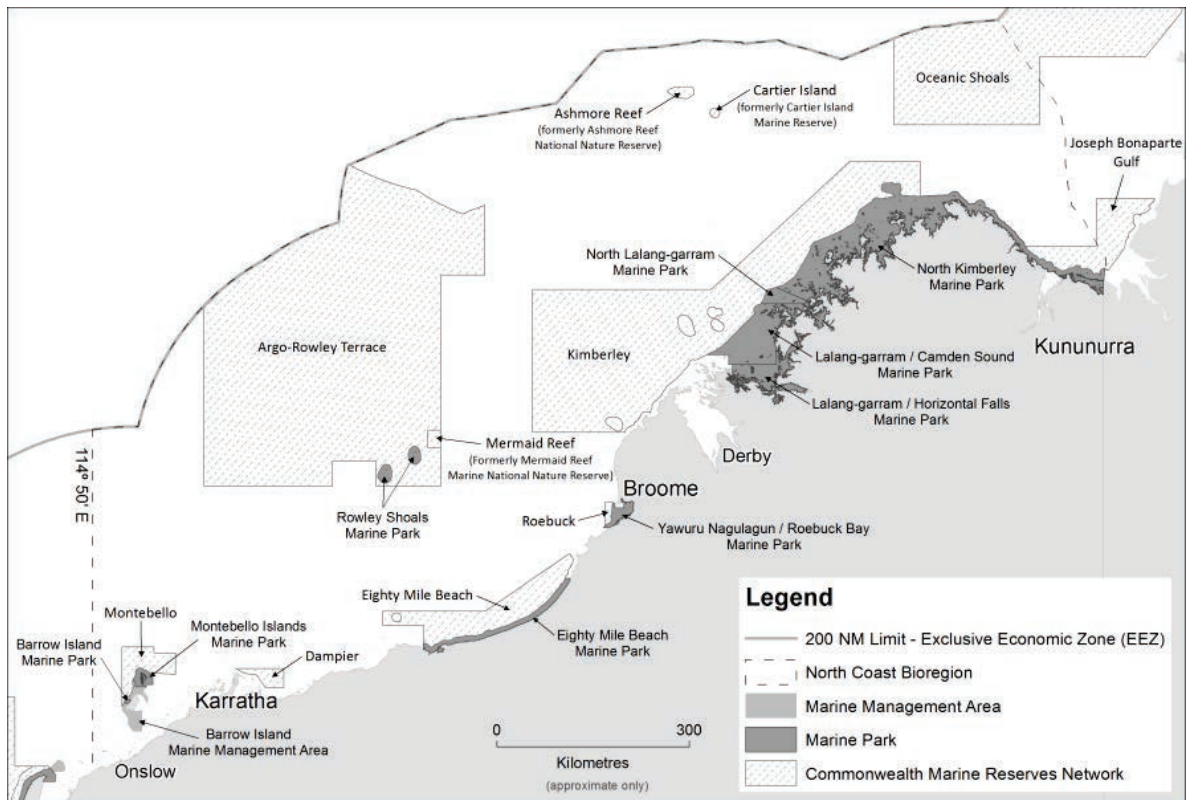 Oceanic Shoals
Cartier Island
(formerly Cartier Island
Marine Reserve)
Ashmore Reef
(formerly Ashmore Reef
National Nature Reserve)
Joseph Bonaparte
Gulf
North Lalang-garram
Marine Park
North Kimberley
Marine Park
Argo-Rowley Terrace
Kimberley
Kununurra
Lalang-garram / Camden Sound
Marine Park
Lalang-garram / Horizontal Falls
Marine Park
Mermaid Reef
(Formerly Mermaid Reef
Marine National Nature Reserve)
Derby
114° 50' E
Broome
Rowley Shoals
Marine Park
Roebuck
Yawuru Nagulagun / Roebuck Bay
Marine Park
Eighty Mile Beach
Eighty Mile Beach
Marine Park
Montebello
Montebello Islands
Marine Park
Barrow Island
Marine Park
Dampier
Karratha
Barrow Island
Marine Management Area
Onslow
0 300
Kilometres
(approximate only)
Legend
200 NM Limit - Exclusive Economic Zone (EEZ)
North Coast Bioregion
Marine Management Area
Marine Park
Commonwealth Marine Reserves Network